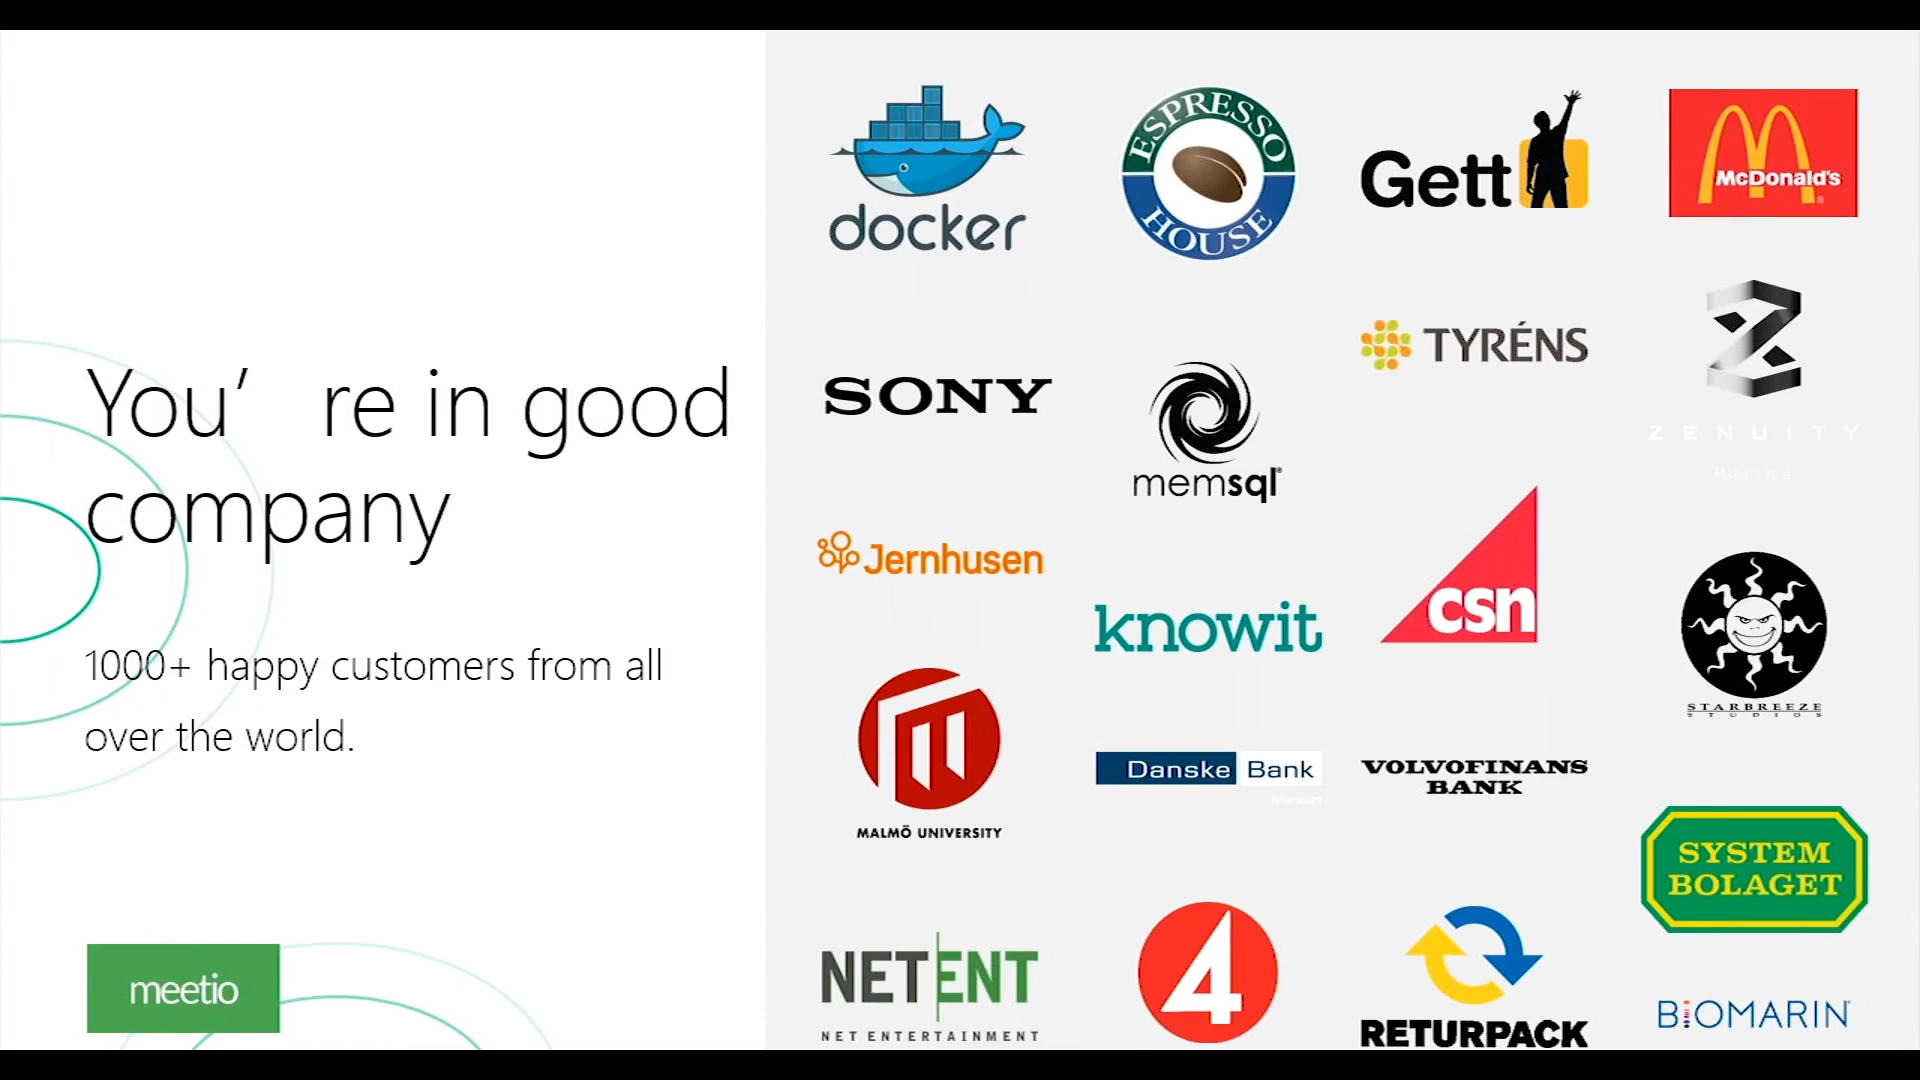 You’re in good
company
1000+ happy customers from all
over the world.
meetio
docker
ESPRESSO
HOUSE
Gett
McDonald's
SONY
memsql
TYRÉNS
ZENUITY
Jernhusen
knowit
csn
STARBREEZE
STUDIOS
MALMÖ UNIVERSITY
Danske Bank
VOLVOFINANS
BANK
SYSTEM
BOLAGET
NETENT
NET ENTERTAINMENT
4
RETURPACK
BIOMARIN